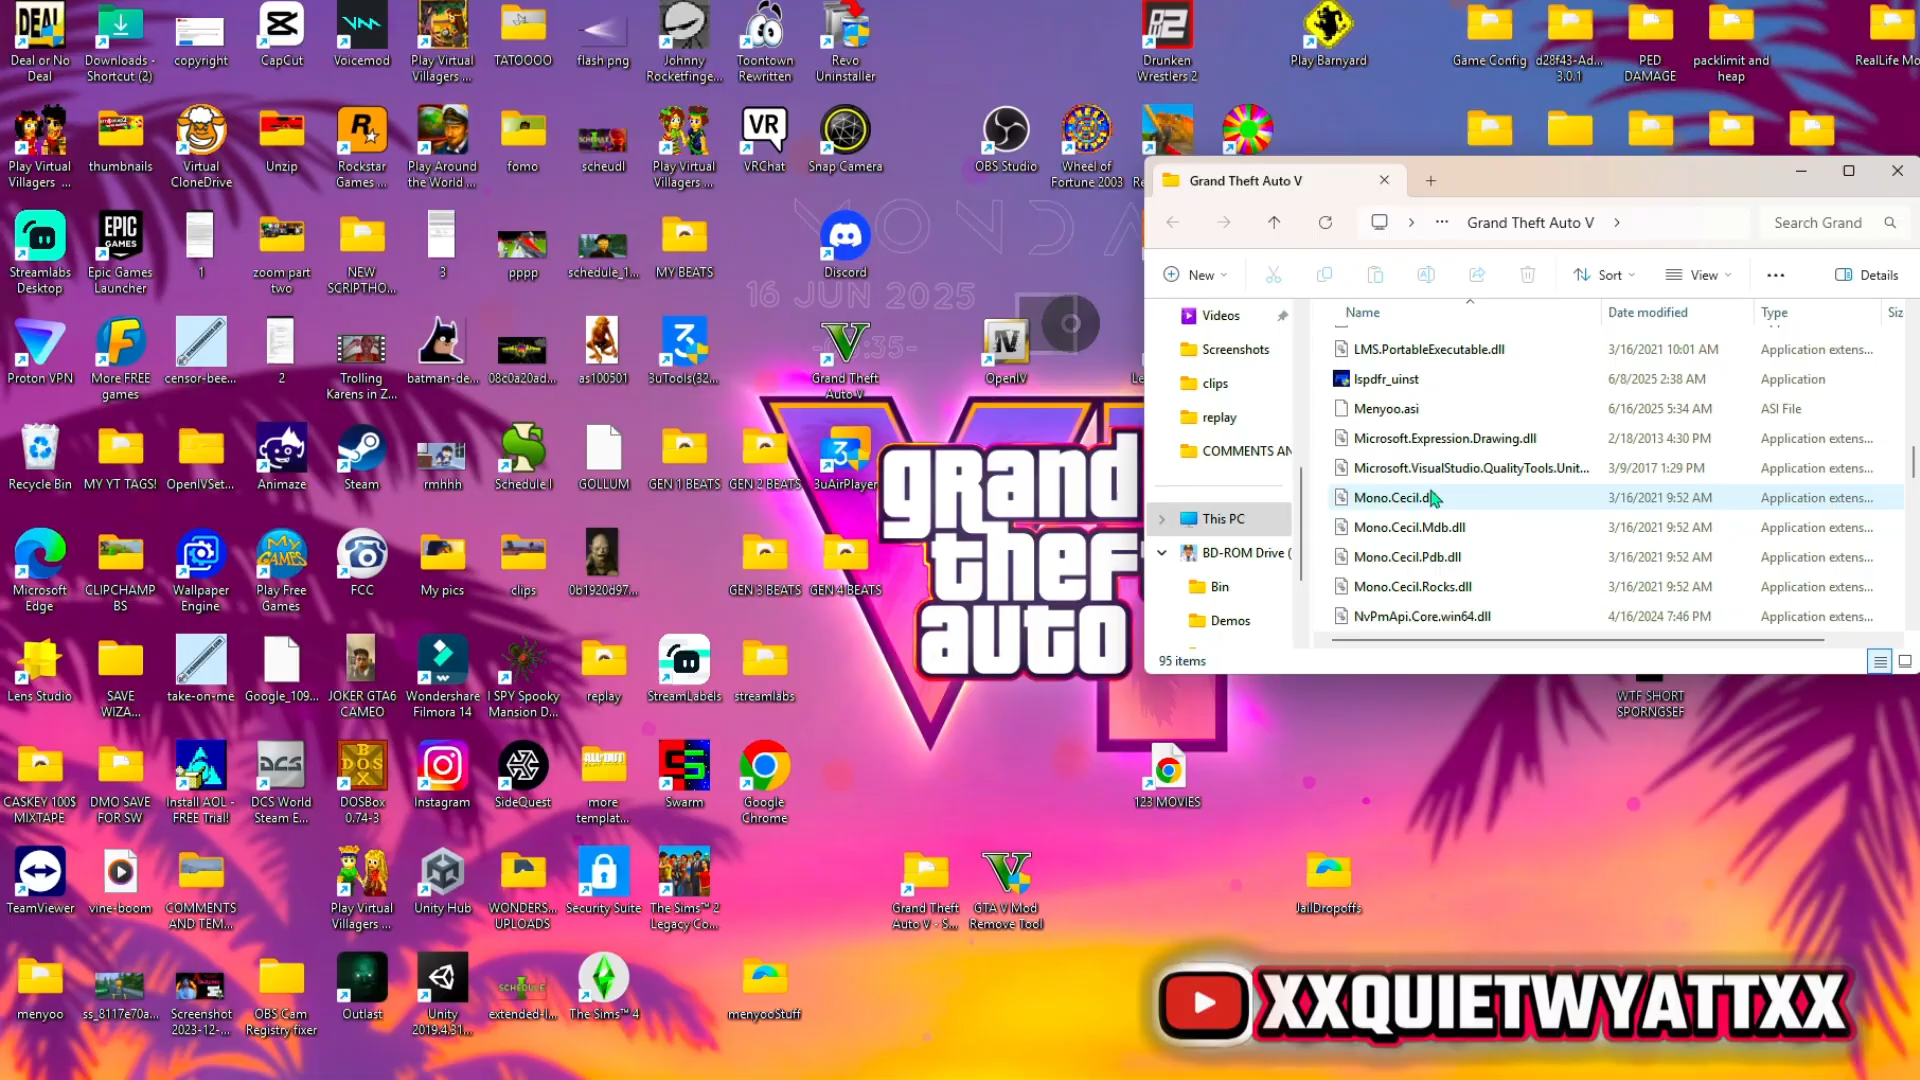 Deal or No
Deal
Downloads -
Shortcut (2)
copyright
CapCut
Voicemod
Play Virtual
Villagers ...
TATOOOO
flash png
Johnny
Rocketfinge...
Toontown
Rewritten
Revo
Uninstaller
Drunken
Wrestlers 2
Play Barnyard
Game Config
d28f43-Ad...
3.0.1
PED
DAMAGE
packlimit and
heap
RealLife Mo
Play Virtual
Villagers ...
thumbnails
Virtual
CloneDrive
Unzip
Rockstar
Games ...
Play Around
the World ...
fomo
scheudl
Play Virtual
Villagers ...
VR
VRChat
Snap Camera
OBS Studio
Wheel of
Fortune 2003
Streamlabs
Desktop
EPIC
GAMES
Epic Games
Launcher
1
zoom part
two
NEW
SCRIPTHO...
3
pppp
schedule_1...
MY BEATS
Discord
MONDA
16 JUN 2025
Proton VPN
More FREE
games
censor-bee...
2
Trolling
Karens in Z...
batman-de...
08c0a20ad...
as100501
3uTools(32...
Grand Theft
Auto V
OpenIV
Recycle Bin
MY YT TAGS!
OpenIVSet...
Animaze
Steam
rmhhh
Schedule I
GOLLUM
GEN 1 BEATS
GEN 2 BEATS
3uAirPlayer
Microsoft
Edge
CLIPCHAMP
BS
Wallpaper
Engine
MY
GAMES
Play Free
Games
FCC
My pics
clips
0b1920d97...
GEN 3 BEATS
GEN 4 BEATS
grand
theft
auto
Lens Studio
SAVE
WIZA...
take-on-me
Google_109...
JOKER GTA6
CAMEO
Wondershare
Filmora 14
I SPY Spooky
Mansion D...
replay
StreamLabels
streamlabs
CASKEY 100$
MIXTAPE
DMO SAVE
FOR SW
Install AOL -
FREE Trial!
DCS
DCS World
Steam E...
DOSBox
0.74-3
Instagram
SideQuest
more
templat...
Swarm
Google
Chrome
123 MOVIES
TeamViewer
vine-boom
COMMENTS
AND TEM...
Play Virtual
Villagers ...
Unity Hub
WONDERS...
UPLOADS
Security Suite
The Sims™ 2
Legacy Co...
Grand Theft
Auto V - S...
GTA V Mod
Remove Tool
JailDropoffs
menyoo
ss_8117e70a...
Screenshot
2023-12-...
OBS Cam
Registry fixer
Outlast
Unity
2019.4.31...
SCHEDULE
extended-l...
The Sims™ 4
menyooStuff
WTF SHORT
SPORNGSEF
Grand Theft Auto V
Grand Theft Auto V
Search Grand
New
Sort
View
Details
Videos
Screenshots
clips
replay
COMMENTS AN
This PC
BD-ROM Drive (
Bin
Demos
Name Date modified Type Siz
LMS.PortableExecutable.dll 3/16/2021 10:01 AM Application extens...
lspdfr_uinst 6/8/2025 2:38 AM Application
Menyoo.asi 6/16/2025 5:34 AM ASI File
Microsoft.Expression.Drawing.dll 2/18/2013 4:30 PM Application extens...
Microsoft.VisualStudio.QualityTools.Unit... 3/9/2017 1:29 PM Application extens...
Mono.Cecil.d 3/16/2021 9:52 AM Application extens...
Mono.Cecil.Mdb.dll 3/16/2021 9:52 AM Application extens...
Mono.Cecil.Pdb.dll 3/16/2021 9:52 AM Application extens...
Mono.Cecil.Rocks.dll 3/16/2021 9:52 AM Application extens...
NvPmApi.Core.win64.dll 4/16/2024 7:46 PM Application extens...
95 items
XXQUIETWYATTXX